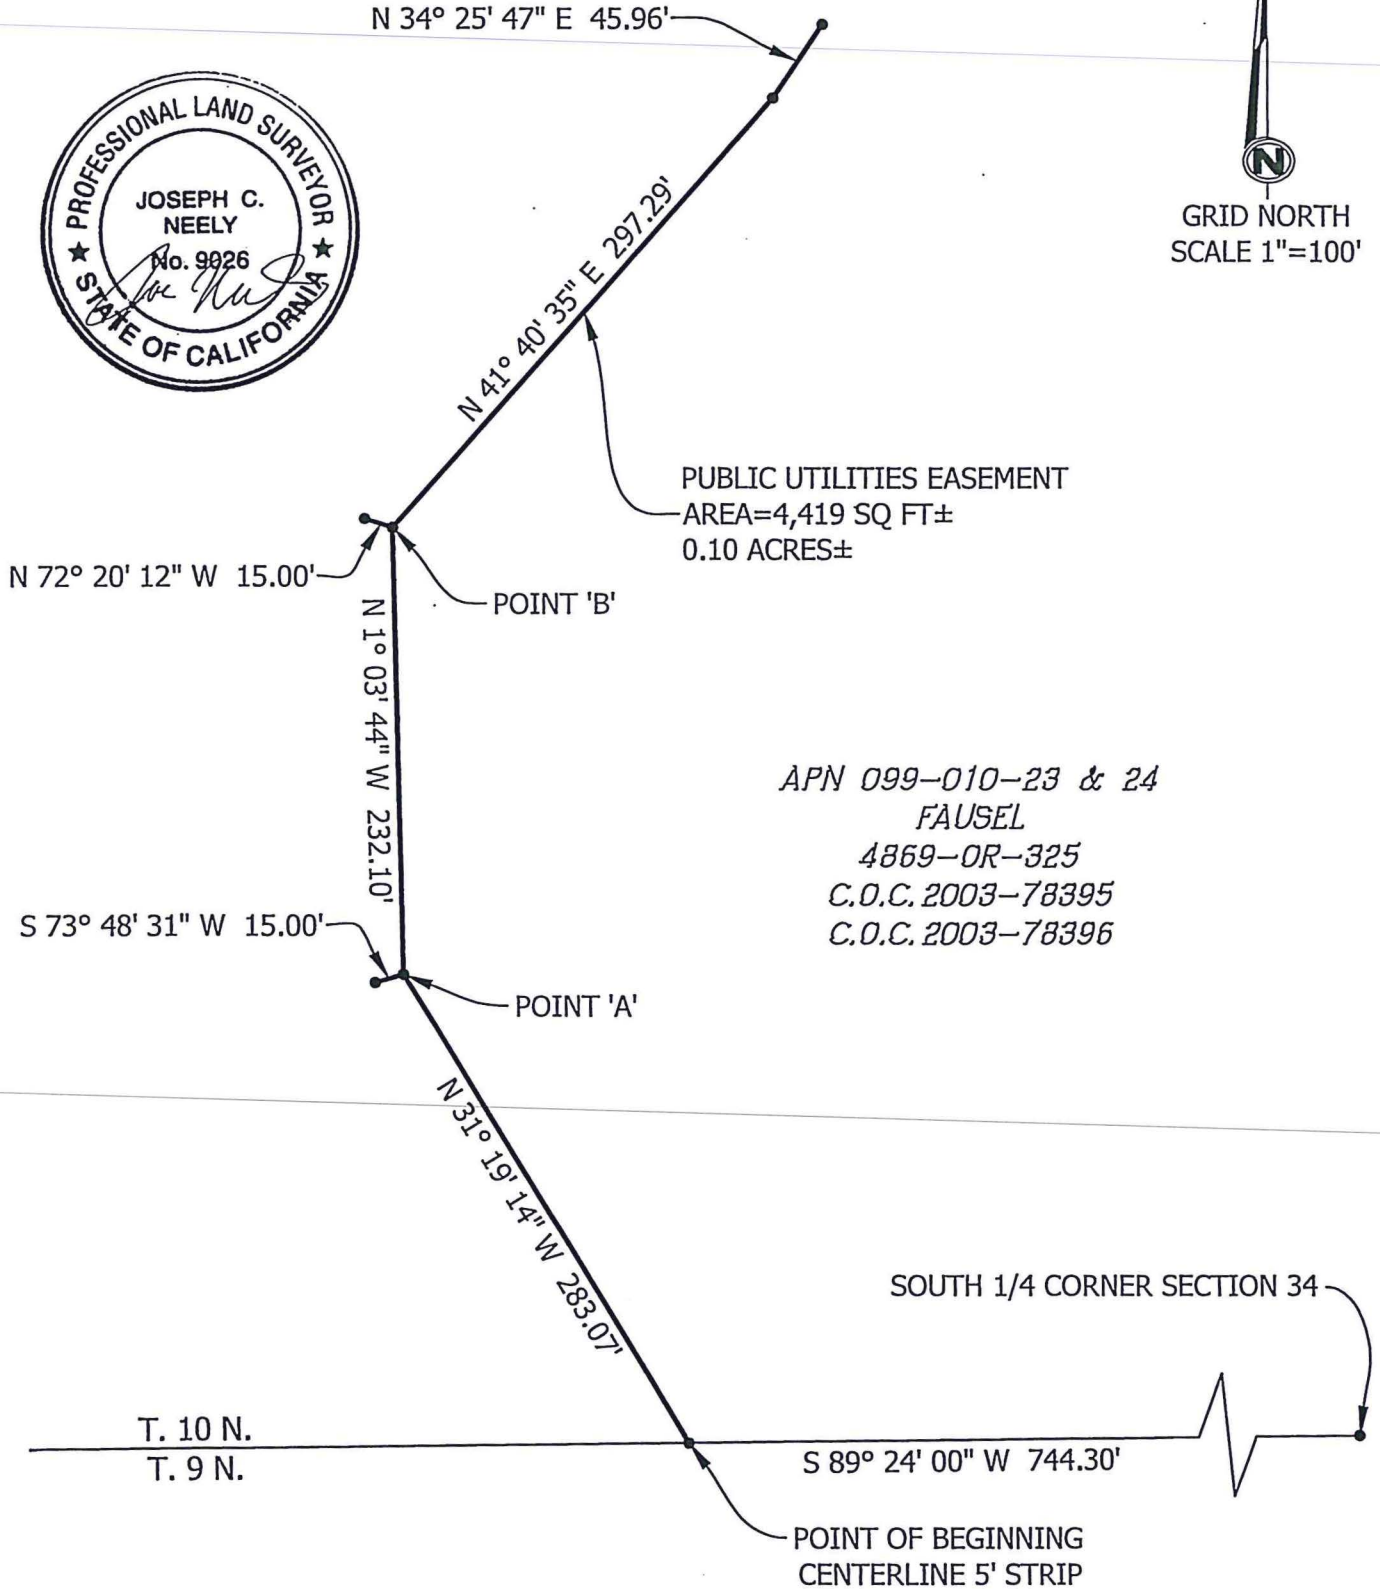 N 34° 25' 47" E 45.96'
PROFESSIONAL LAND SURVEYOR
JOSEPH C.
NEELY
No. 9026
STATE OF CALIFORNIA
N
GRID NORTH
SCALE 1"=100'
N 41° 40' 35" E 297.29'
PUBLIC UTILITIES EASEMENT
AREA=4,419 SQ FT±
0.10 ACRES±
N 72° 20' 12" W 15.00'
POINT 'B'
N 1° 03' 44" W 232.10'
APN 099-010-23 & 24
FAUSEL
4869-OR-325
C.O.C. 2003-78395
C.O.C. 2003-78396
S 73° 48' 31" W 15.00'
POINT 'A'
N 31° 19' 14" W 283.07'
SOUTH 1/4 CORNER SECTION 34
T. 10 N.
T. 9 N.
S 89° 24' 00" W 744.30'
POINT OF BEGINNING
CENTERLINE 5' STRIP